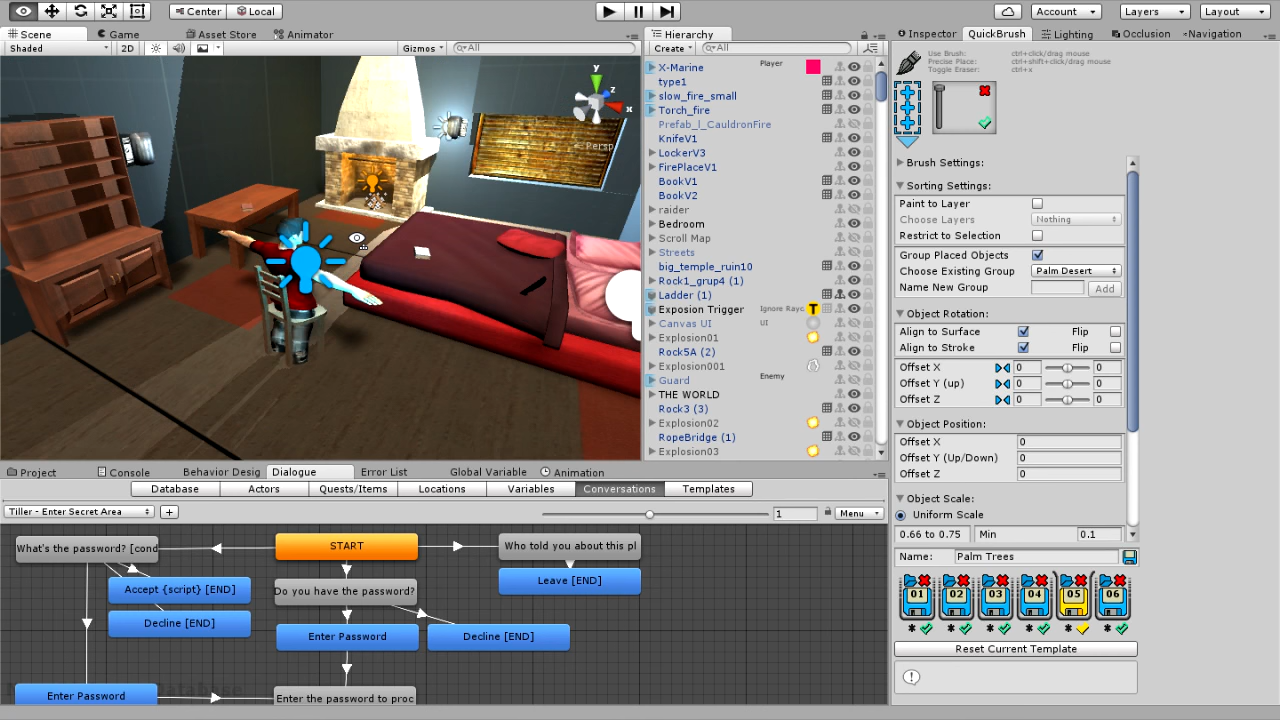 Center
Local
Account
Layers
Layout
Scene
Game
Asset Store
Animator
Shaded
2D
Gizmos
All
y
z
x
Persp
Hierarchy
Create
All
X-Marine
Player
type1
slow_fire_small
Torch_fire
Prefab_I_CauldronFire
KnifeV1
LockerV3
FirePlaceV1
BookV1
BookV2
raider
Bedroom
Scroll Map
Streets
big_temple_ruin10
Rock1_grup4 (1)
Ladder (1)
Exposion Trigger
Ignore Rayc
T
Canvas UI
UI
Explosion01
Rock5A (2)
Explosion001
Guard
Enemy
THE WORLD
Rock3 (3)
Explosion02
RopeBridge (1)
Explosion03
Inspector
QuickBrush
Lighting
Occlusion
Navigation
Use Brush:
ctrl+click/drag mouse
Precise Place:
ctrl+shift+click/drag mouse
Toggle Eraser:
ctrl+x
Brush Settings:
Sorting Settings:
Paint to Layer
Choose Layers
Nothing
Restrict to Selection
Group Placed Objects
Choose Existing Group
Palm Desert
Name New Group
Add
Object Rotation:
Align to Surface
Flip
Align to Stroke
Flip
Offset X
0
0
Offset Y (up)
0
0
Offset Z
0
0
Object Position:
Offset X
0
Offset Y (Up/Down)
0
Offset Z
0
Object Scale:
Uniform Scale
0.66 to 0.75
Min
0.1
Name:
Palm Trees
01
02
03
04
05
06
Reset Current Template
Project
Console
Behavior Desig
Dialogue
Error List
Global Variable
Animation
Database
Actors
Quests/Items
Locations
Variables
Conversations
Templates
Tiller - Enter Secret Area
+
1
Menu
What's the password? [cond
START
Who told you about this pl
Accept {script} [END]
Do you have the password?
Leave [END]
Decline [END]
Enter Password
Decline [END]
Enter Password
Enter the password to proc